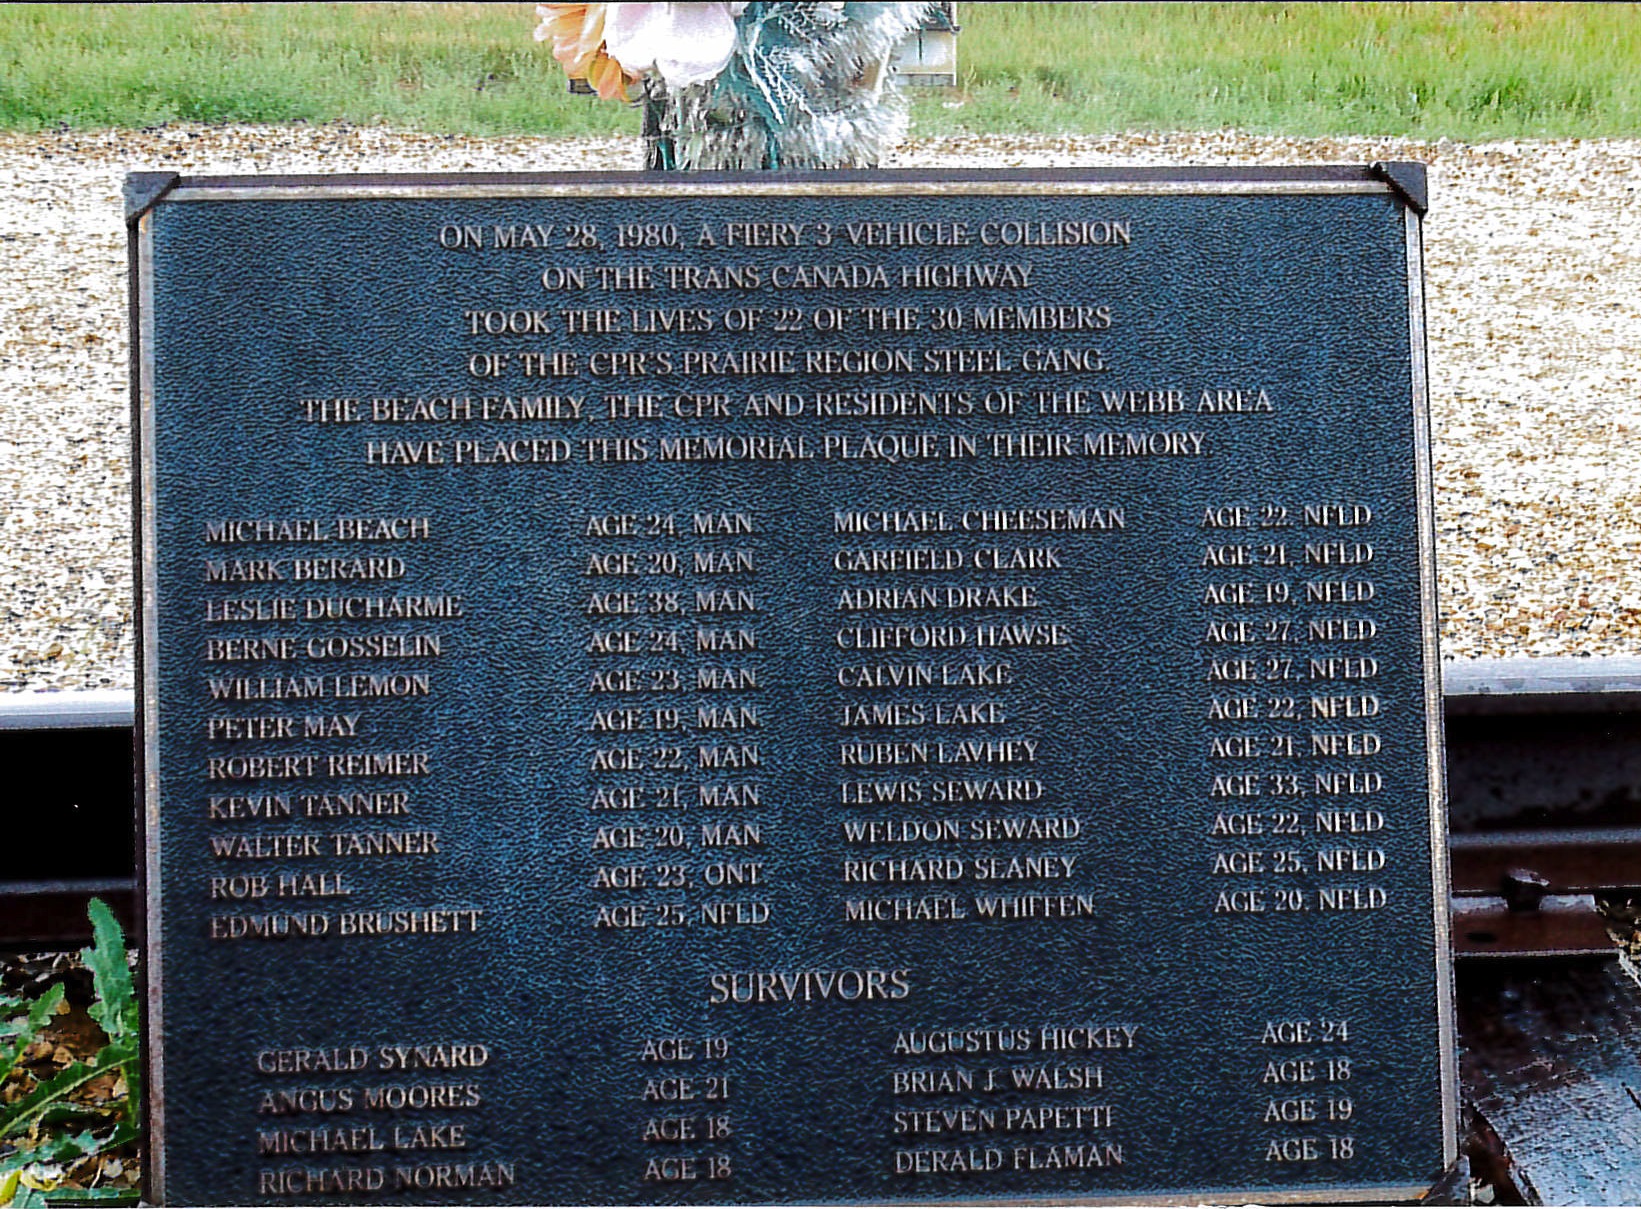 ON MAY 28, 1980, A FIERY 3 VEHICLE COLLISION
ON THE TRANS CANADA HIGHWAY
TOOK THE LIVES OF 22 OF THE 30 MEMBERS
OF THE CPR'S PRAIRIE REGION STEEL GANG.
THE BEACH FAMILY, THE CPR AND RESIDENTS OF THE WEBB AREA
HAVE PLACED THIS MEMORIAL PLAQUE IN THEIR MEMORY.
MICHAEL BEACH AGE 24, MAN. MICHAEL CHEESEMAN AGE 22, NFLD
MARK BERARD AGE 20, MAN. GARFIELD CLARK AGE 21, NFLD
LESLIE DUCHARME AGE 38, MAN. ADRIAN DRAKE AGE 19, NFLD
BERNE GOSSELIN AGE 24, MAN. CLIFFORD HAWSE AGE 27, NFLD
WILLIAM LEMON AGE 23, MAN. CALVIN LAKE AGE 27, NFLD
PETER MAY AGE 19, MAN. JAMES LAKE AGE 22, NFLD
ROBERT REIMER AGE 22, MAN. RUBEN LAVHEY AGE 21, NFLD
KEVIN TANNER AGE 21, MAN. LEWIS SEWARD AGE 33, NFLD
WALTER TANNER AGE 20, MAN. WELDON SEWARD AGE 22, NFLD
ROB HALL AGE 23, ONT. RICHARD SEANEY AGE 25, NFLD
EDMUND BRUSHETT AGE 25, NFLD MICHAEL WHIFFEN AGE 20, NFLD
SURVIVORS
GERALD SYNARD AGE 19 AUGUSTUS HICKEY AGE 24
ANGUS MOORES AGE 21 BRIAN J. WALSH AGE 18
MICHAEL LAKE AGE 18 STEVEN PAPETTI AGE 19
RICHARD NORMAN AGE 18 DERALD FLAMAN AGE 18